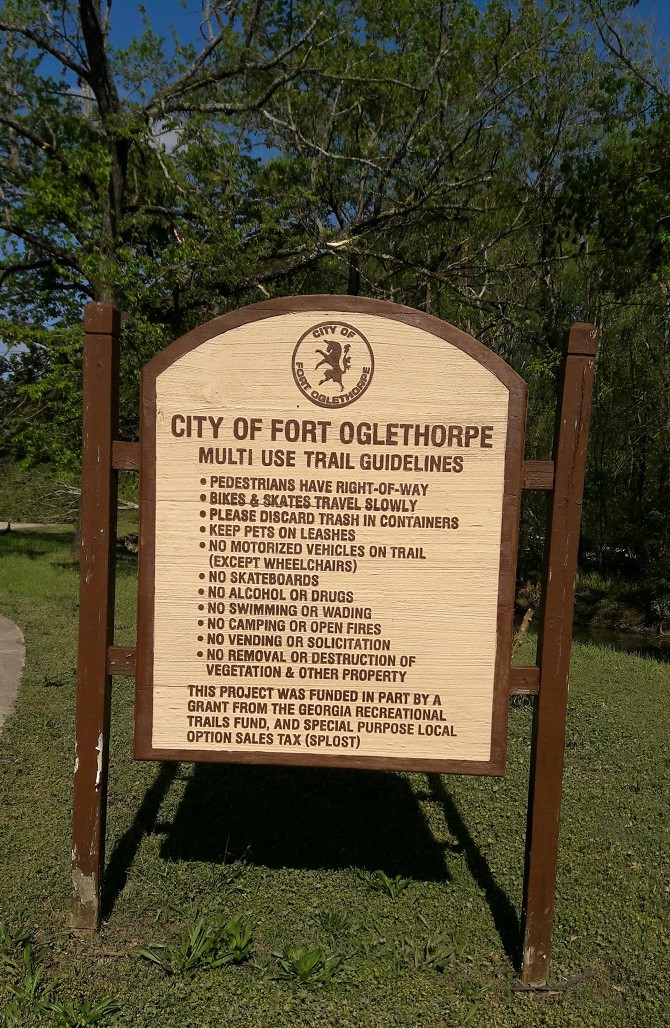 CITY OF
FORT OGLETHORPE
CITY OF FORT OGLETHORPE
MULTI USE TRAIL GUIDELINES
• PEDESTRIANS HAVE RIGHT-OF-WAY
• BIKES & SKATES TRAVEL SLOWLY
• PLEASE DISCARD TRASH IN CONTAINERS
• KEEP PETS ON LEASHES
• NO MOTORIZED VEHICLES ON TRAIL
(EXCEPT WHEELCHAIRS)
• NO SKATEBOARDS
• NO ALCOHOL OR DRUGS
• NO SWIMMING OR WADING
• NO CAMPING OR OPEN FIRES
• NO VENDING OR SOLICITATION
• NO REMOVAL OR DESTRUCTION OF
VEGETATION & OTHER PROPERTY
THIS PROJECT WAS FUNDED IN PART BY A
GRANT FROM THE GEORGIA RECREATIONAL
TRAILS FUND, AND SPECIAL PURPOSE LOCAL
OPTION SALES TAX (SPLOST)